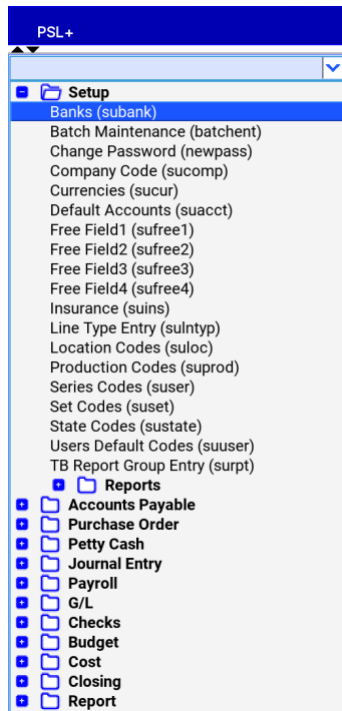 PSL+
Setup
Banks (subank)
Batch Maintenance (batchent)
Change Password (newpass)
Company Code (sucomp)
Currencies (sucur)
Default Accounts (suacct)
Free Field1 (sufree1)
Free Field2 (sufree2)
Free Field3 (sufree3)
Free Field4 (sufree4)
Insurance (suins)
Line Type Entry (sulntyp)
Location Codes (suloc)
Production Codes (suprod)
Series Codes (suser)
Set Codes (suset)
State Codes (sustate)
Users Default Codes (suuser)
TB Report Group Entry (surpt)
Reports
Accounts Payable
Purchase Order
Petty Cash
Journal Entry
Payroll
G/L
Checks
Budget
Cost
Closing
Report